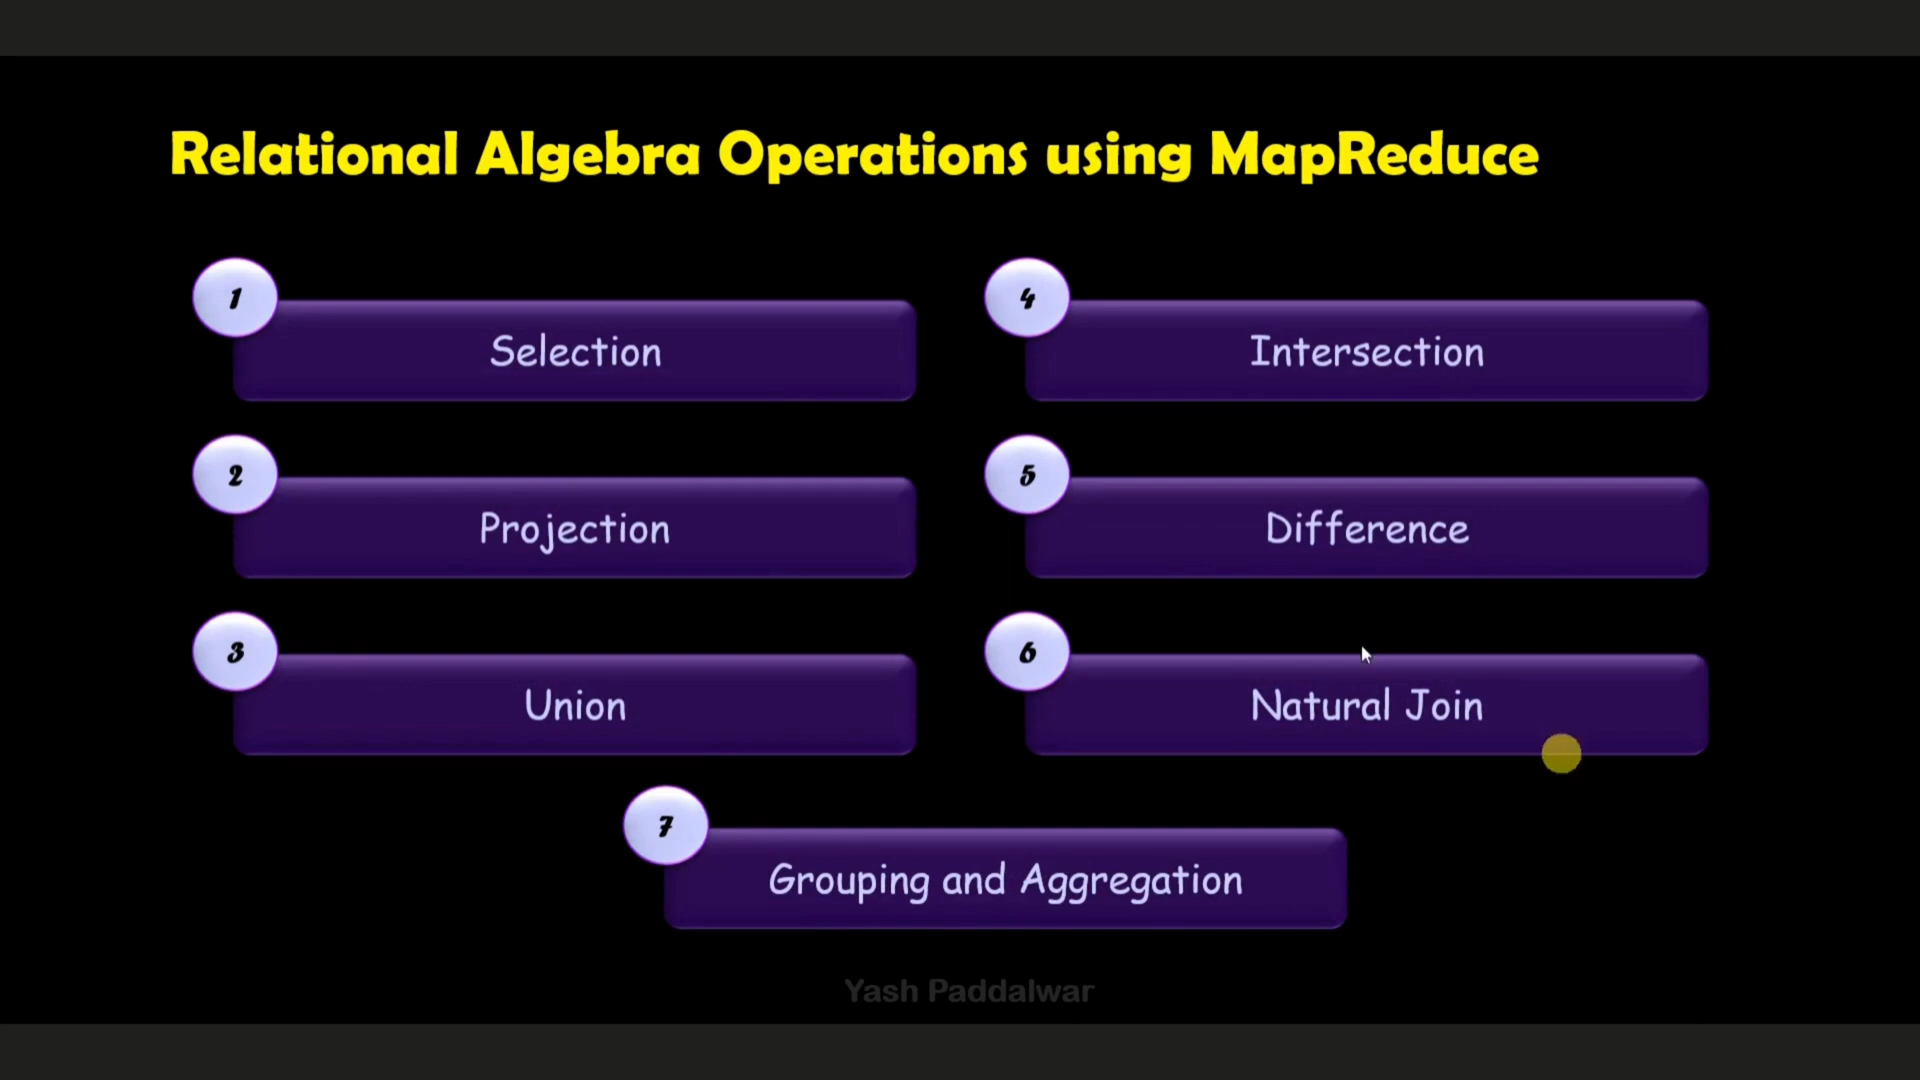 Relational Algebra Operations using MapReduce
1
Selection
2
Projection
3
Union
4
Intersection
5
Difference
6
Natural Join
7
Grouping and Aggregation
Yash Paddalwar